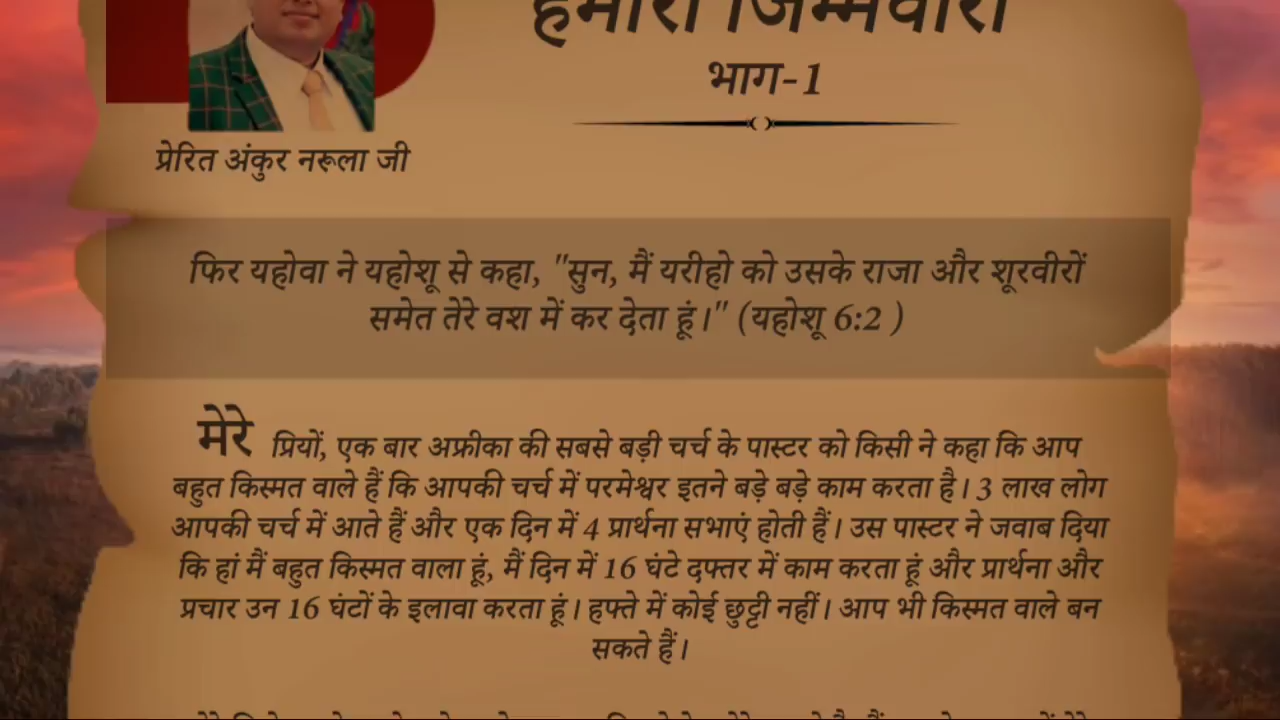 हमारी जिम्मेवारी
भाग-1
प्रेरित अंकुर नरूला जी
फिर यहोवा ने यहोशू से कहा, "सुन, मैं यरीहो को उसके राजा और शूरवीरों
समेत तेरे वश में कर देता हूं।" (यहोशू 6:2 )
मेरे प्रियों, एक बार अफ्रीका की सबसे बड़ी चर्च के पास्टर को किसी ने कहा कि आप
बहुत किस्मत वाले हैं कि आपकी चर्च में परमेश्वर इतने बड़े बड़े काम करता है। 3 लाख लोग
आपकी चर्च में आते हैं और एक दिन में 4 प्रार्थना सभाएं होती हैं। उस पास्टर ने जवाब दिया
कि हां मैं बहुत किस्मत वाला हूं, मैं दिन में 16 घंटे दफ्तर में काम करता हूं और प्रार्थना और
प्रचार उन 16 घंटों के इलावा करता हूं। हफ्ते में कोई छुट्टी नहीं। आप भी किस्मत वाले बन
सकते हैं।